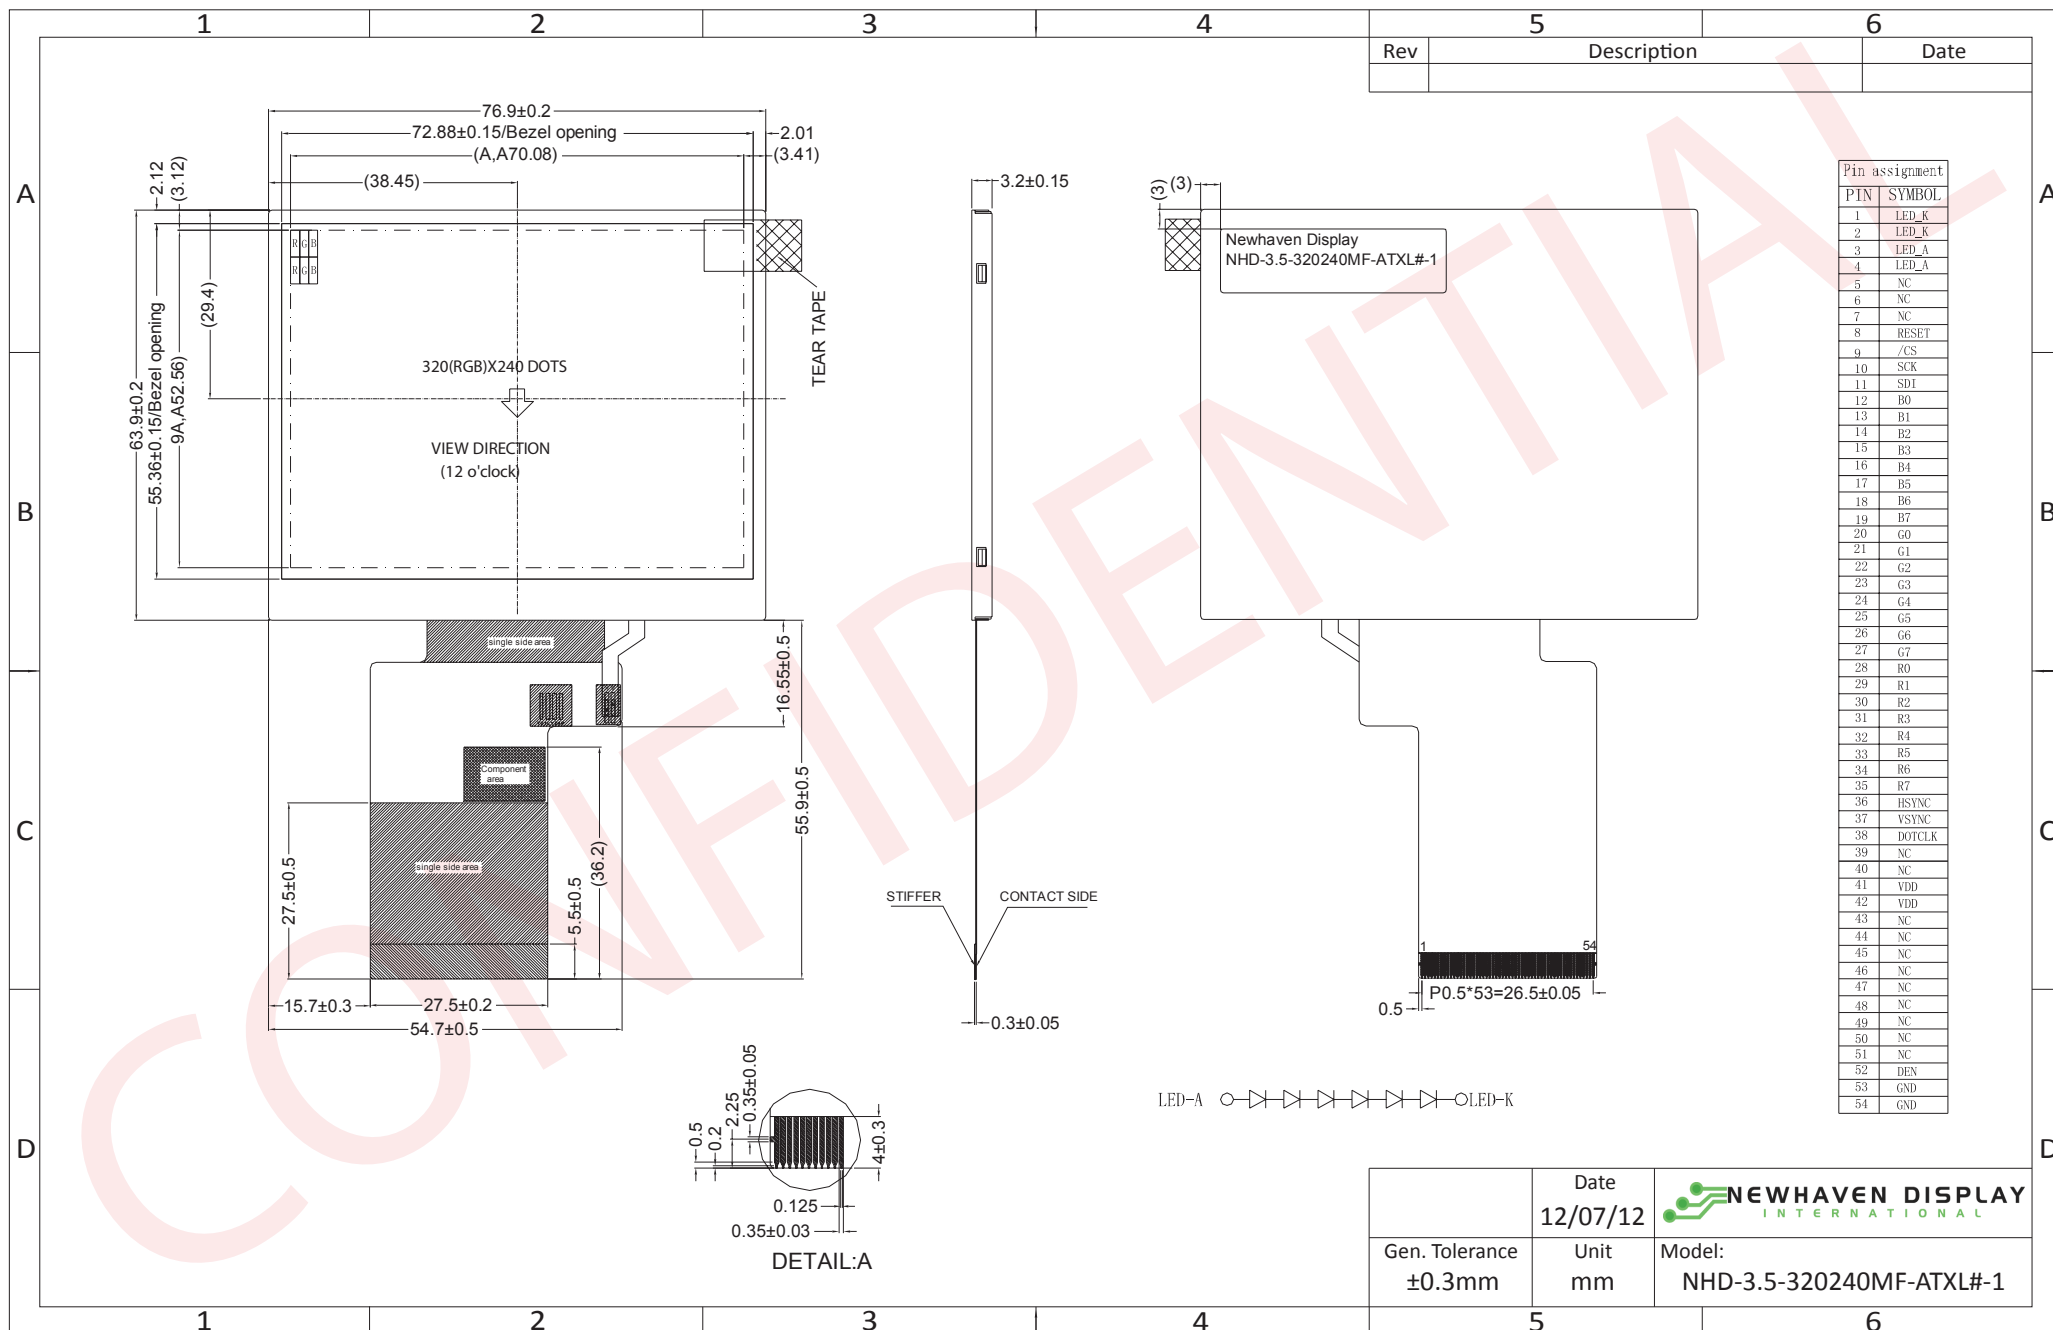 1 2 3 4 5 6
Rev Description Date
A
B
C
D
76.9±0.2
72.88±0.15/Bezel opening
2.01
(A,A70.08)
(3.41)
(38.45)
2.12
(3.12)
(29.4)
63.9±0.2
55.36±0.15/Bezel opening
9A,A52.56)
R G B
R G B
TEAR TAPE
320(RGB)X240 DOTS
VIEW DIRECTION
(12 o'clock)
single side area
Component
area
single side area
16.55±0.5
55.9±0.5
(36.2)
5.5±0.5
27.5±0.5
15.7±0.3
27.5±0.2
54.7±0.5
3.2±0.15
STIFFER
CONTACT SIDE
0.3±0.05
(3)
(3)
Newhaven Display
NHD-3.5-320240MF-ATXL#-1
1 54
P0.5*53=26.5±0.05
0.5
LED-A LED-K
0.5
0.2
2.25
0.35±0.05
4±0.3
0.125
0.35±0.03
DETAIL:A
Pin assignment
PIN SYMBOL
1 LED_K
2 LED_K
3 LED_A
4 LED_A
5 NC
6 NC
7 NC
8 RESET
9 /CS
10 SCK
11 SDI
12 B0
13 B1
14 B2
15 B3
16 B4
17 B5
18 B6
19 B7
20 G0
21 G1
22 G2
23 G3
24 G4
25 G5
26 G6
27 G7
28 R0
29 R1
30 R2
31 R3
32 R4
33 R5
34 R6
35 R7
36 HSYNC
37 VSYNC
38 DOTCLK
39 NC
40 NC
41 VDD
42 VDD
43 NC
44 NC
45 NC
46 NC
47 NC
48 NC
49 NC
50 NC
51 NC
52 DEN
53 GND
54 GND
A
B
C
D
CONFIDENTIAL
Date
12/07/12
NEWHAVEN DISPLAY
INTERNATIONAL
Gen. Tolerance
±0.3mm
Unit
mm
Model:
NHD-3.5-320240MF-ATXL#-1
1 2 3 4 5 6